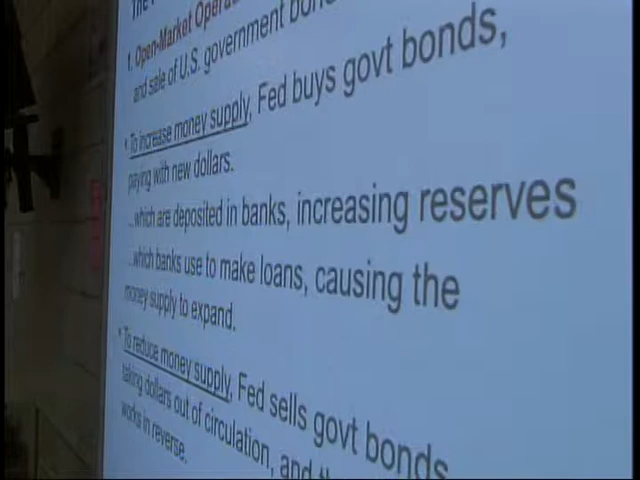 1. Open-Market
and sale of U.S. government
• To increase money supply, Fed buys govt bonds,
paying with new dollars.
...which are deposited in banks, increasing reserves
...which banks use to make loans, causing the
money supply to expand.
• To reduce money supply, Fed sells govt bonds
taking dollars out of circulation, and
works in reverse.